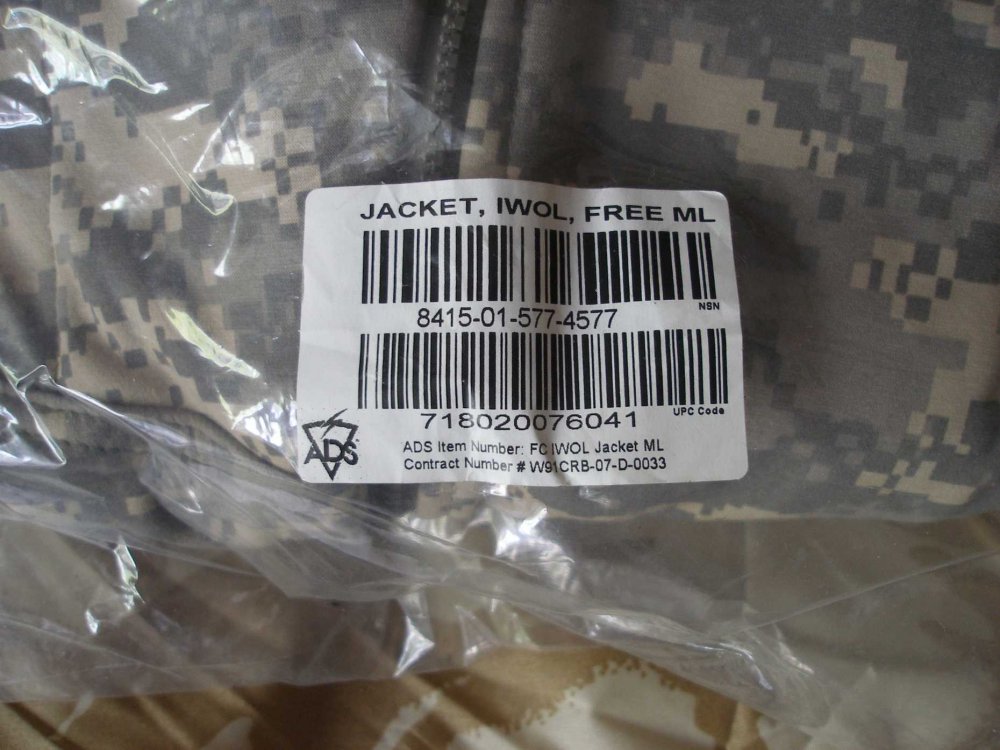 JACKET, IWOL, FREE ML
NSN
8415-01-577-4577
UPC Code
718020076041
ADS
ADS Item Number: FC IWOL Jacket ML
Contract Number # W91CRB-07-D-0033